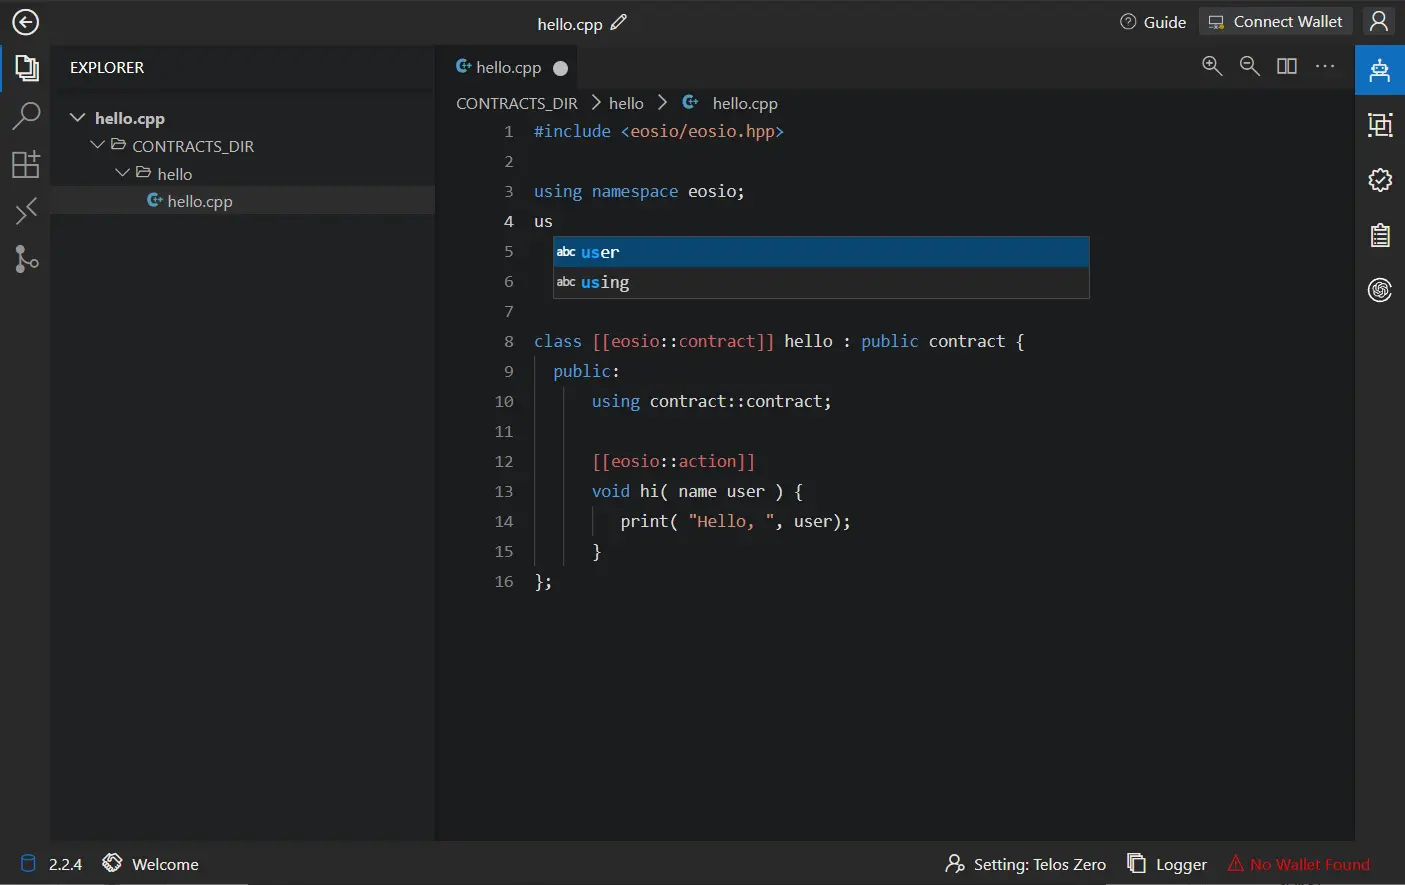 hello.cpp
Guide
Connect Wallet
EXPLORER
hello.cpp
CONTRACTS_DIR
hello
hello.cpp
hello.cpp
CONTRACTS_DIR > hello > hello.cpp
1 #include <eosio/eosio.hpp>
2
3 using namespace eosio;
4 us
5
abc user
6
abc using
7
8 class [[eosio::contract]] hello : public contract {
9 public:
10 using contract::contract;
11
12 [[eosio::action]]
13 void hi( name user ) {
14 print( "Hello, ", user);
15 }
16 };
2.2.4
Welcome
Setting: Telos Zero
Logger
No Wallet Found